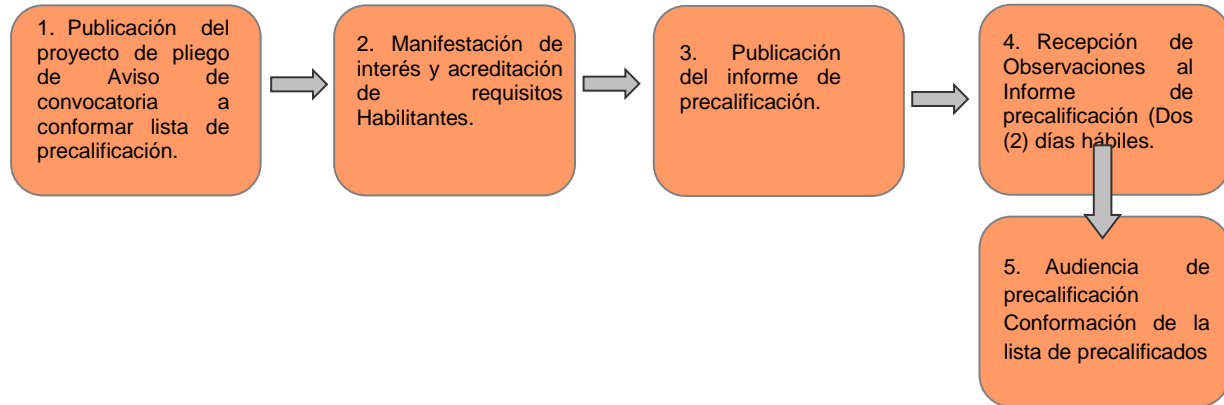 1. Publicación del
proyecto de pliego
de Aviso de
convocatoria a
conformar lista de
precalificación.
2. Manifestación de
interés y acreditación
de requisitos
Habilitantes.
3. Publicación
del informe de
precalificación.
4. Recepción de
Observaciones al
Informe de
precalificación (Dos
(2) días hábiles.
5. Audiencia de
precalificación
Conformación de la
lista de precalificados